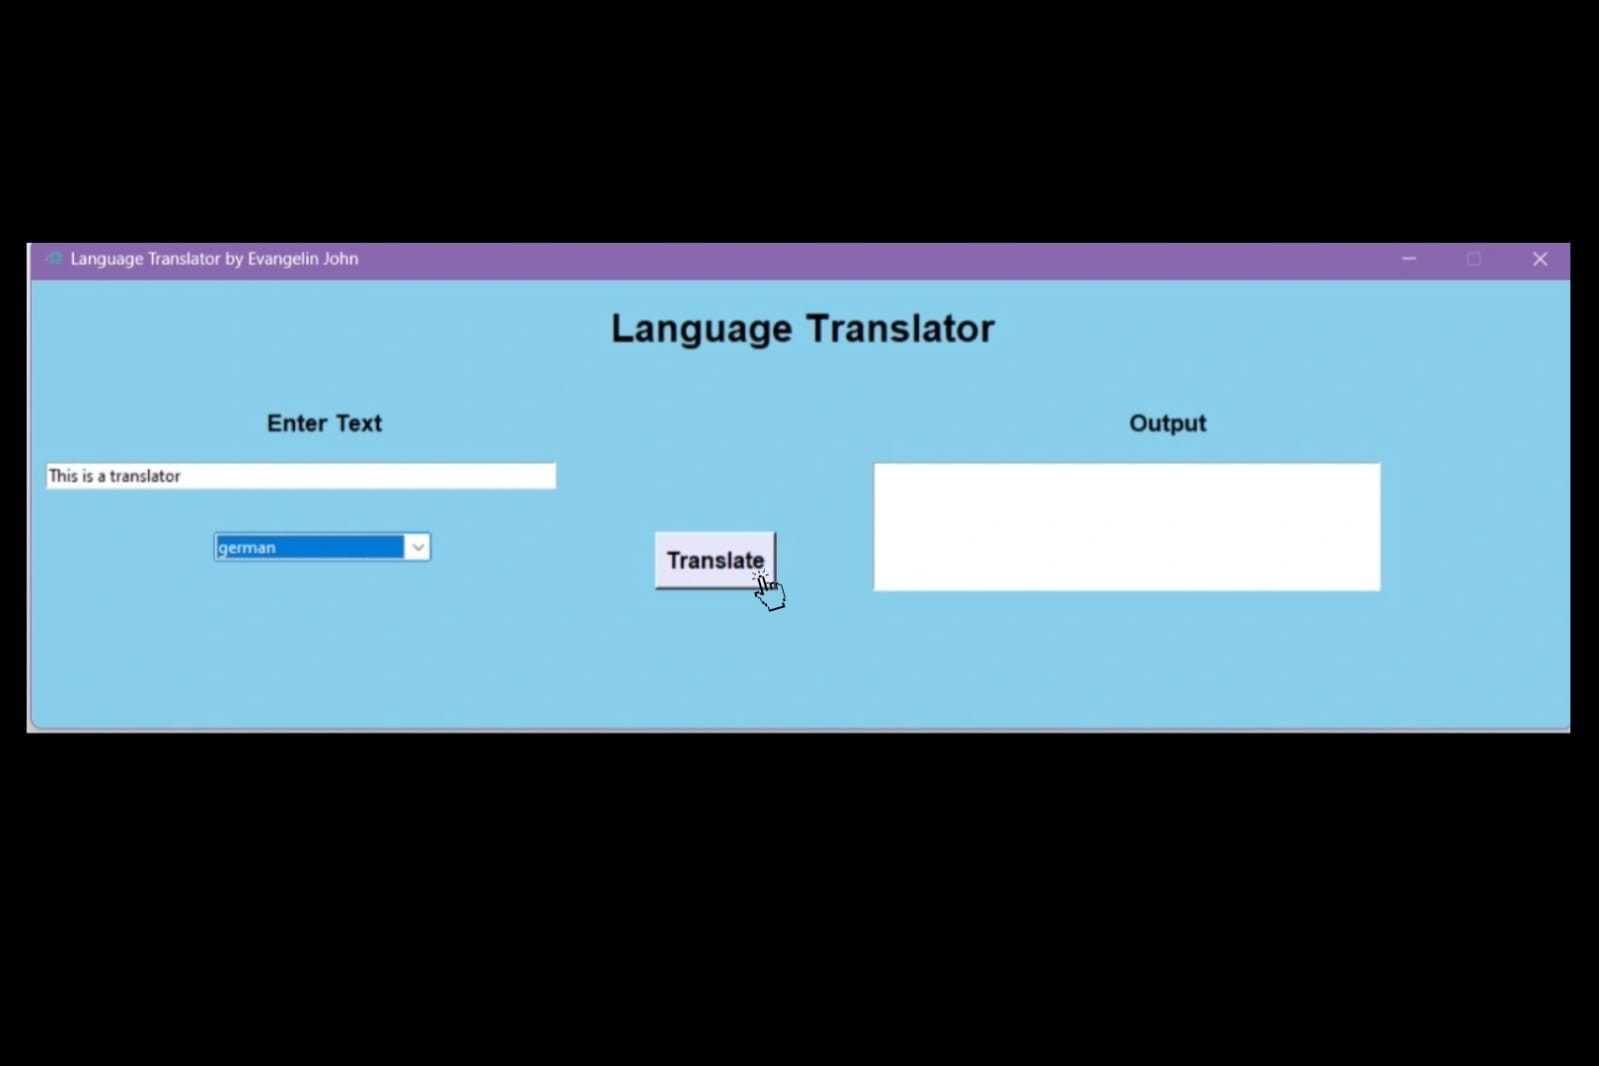 Language Translator by Evangelin John
Language Translator
Enter Text
Output
This is a translator
german
Translate